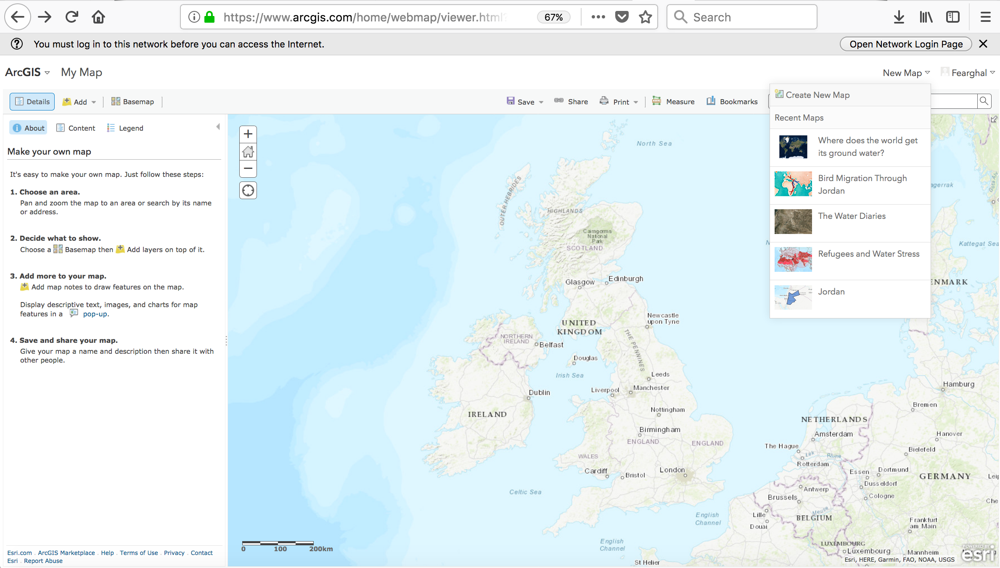 https://www.arcgis.com/home/webmap/viewer.html?
67%
Search
You must log in to this network before you can access the Internet.
Open Network Login Page
ArcGIS
My Map
New Map
Fearghal
Details
Add
Basemap
Save
Share
Print
Measure
Bookmarks
Create New Map
Recent Maps
Where does the world get
its ground water?
Bird Migration Through
Jordan
The Water Diaries
Refugees and Water Stress
Jordan
About
Content
Legend
Make your own map
It's easy to make your own map. Just follow these steps:
1. Choose an area.
Pan and zoom the map to an area or search by its name
or address.
2. Decide what to show.
Choose a Basemap then Add layers on top of it.
3. Add more to your map.
Add map notes to draw features on the map.
Display descriptive text, images, and charts for map
features in a pop-up.
4. Save and share your map.
Give your map a name and description then share it with
other people.
Esri.com . ArcGIS Marketplace . Help . Terms of Use . Privacy . Contact
Esri . Report Abuse
North Sea
OUTER HEBRIDES
HIGHLANDS
Cairngorms
National
Park
SCOTLAND
Glasgow
Edinburgh
Newcastle
upon Tyne
UNITED
KINGDOM
THE PENNINES
NORTHERN
IRELAND
Belfast
Douglas
Irish Sea
Leeds
Liverpool
Manchester
Dublin
IRELAND
Nottingham
Birmingham
ENGLAND
ENGLAND
WALES
Cardiff
Bristol
London
Celtic Sea
English
Channel
English
Channel
St Helier
agerrak
Gota Alv
Kattegat Sea
ENMARK
Hamburg
Bremen
NETHERLANDS
Amsterdam
Hanover
The Hague
Lek
Rhine
Bielefeld
Rotterdam
Essen
Dortmund
GERMANY
Leip
Dusseldorf
Antwerp
Cologne
Brussels
Che
Lille
Meuse
BELGIUM
Douai
Frankfurt
am Main
LUXEMBOURG
Luxembourg
Mannheim
0 100 200km
Esri, HERE, Garmin, FAO, NOAA, USGS
POWERED BY
esri